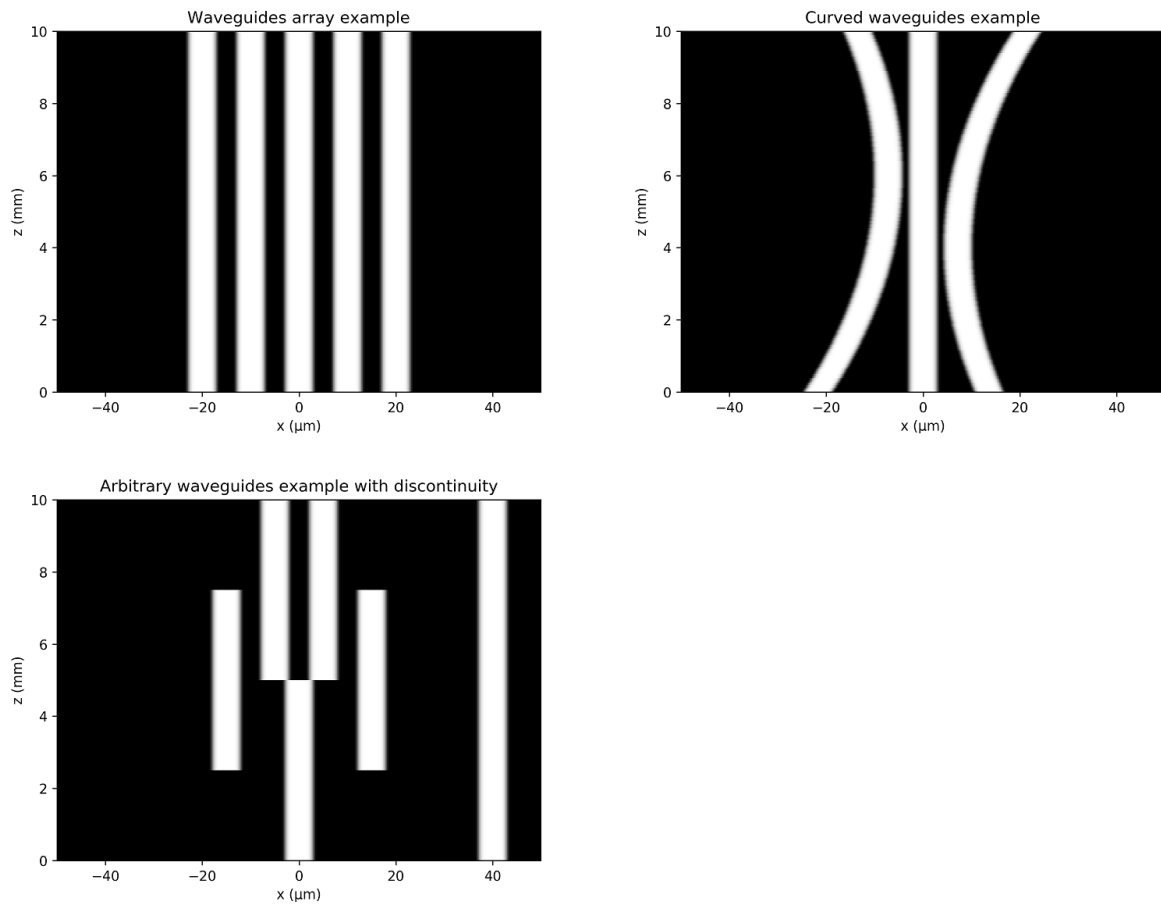 Waveguides array example
10
8
6
4
2
0
z (mm)
−40 −20 0 20 40
x (µm)
Curved waveguides example
10
8
6
4
2
0
z (mm)
−40 −20 0 20 40
x (µm)
Arbitrary waveguides example with discontinuity
10
8
6
4
2
0
z (mm)
−40 −20 0 20 40
x (µm)